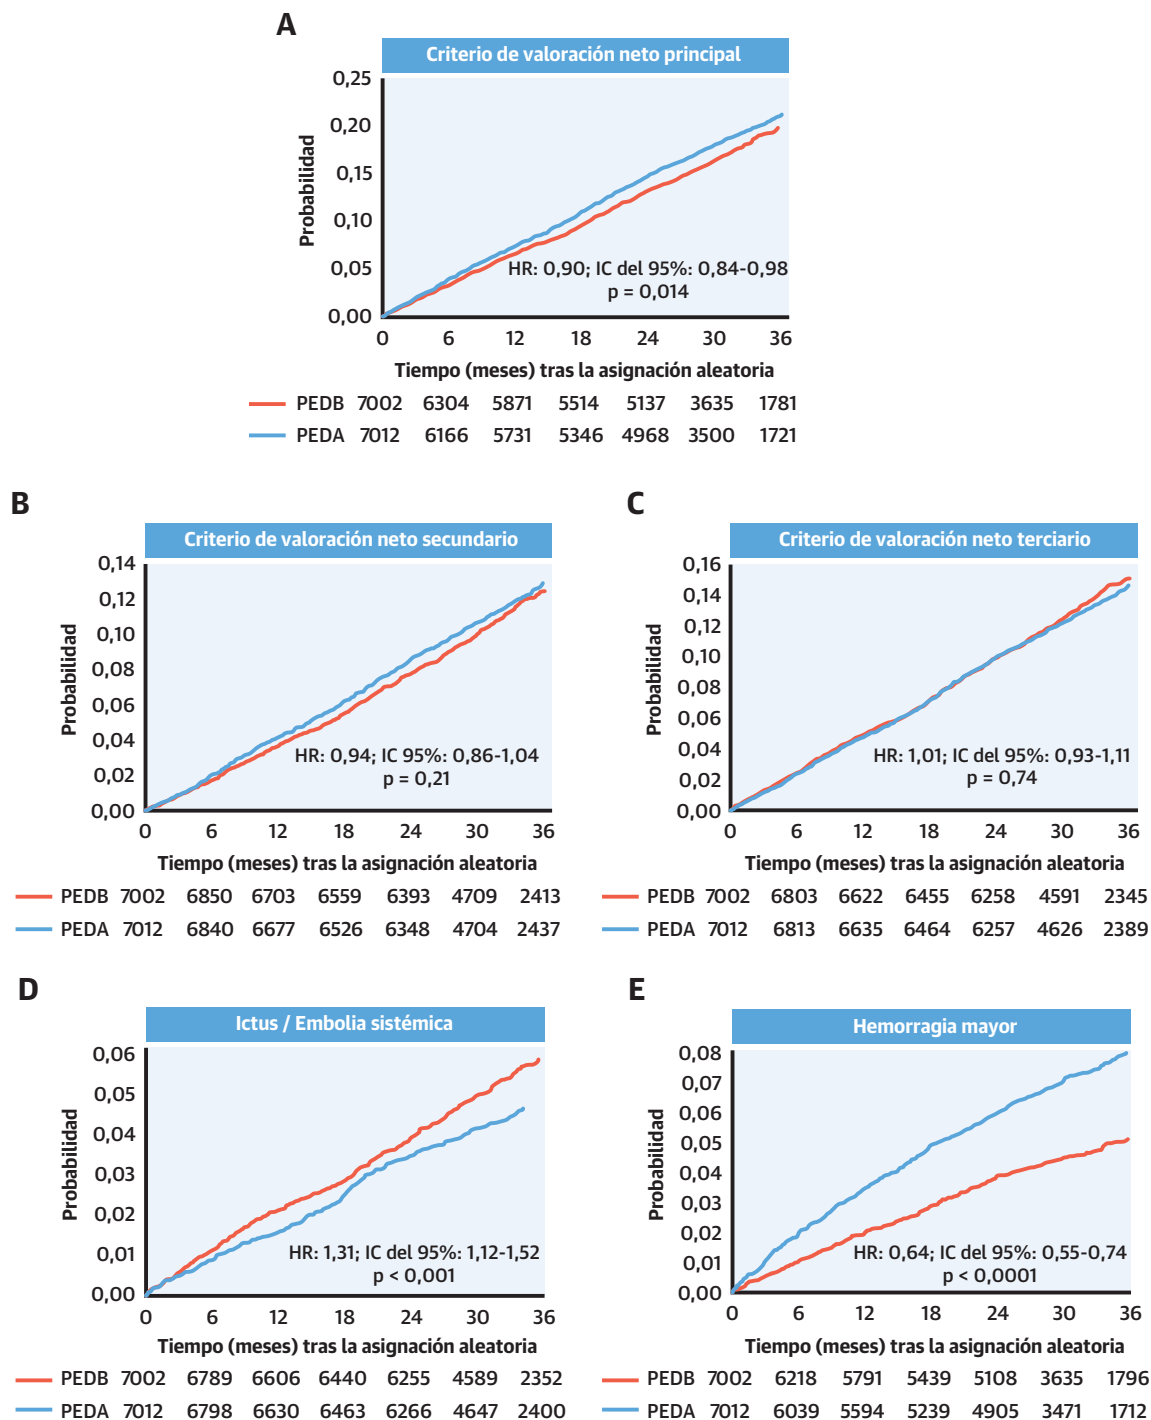 A
Criterio de valoración neto principal
0,25
0,20
0,15
0,10
0,05
0,00
Probabilidad
HR: 0,90; IC del 95%: 0,84-0,98
p = 0,014
0 6 12 18 24 30 36
Tiempo (meses) tras la asignación aleatoria
PEDB 7002 6304 5871 5514 5137 3635 1781
PEDA 7012 6166 5731 5346 4968 3500 1721
B
Criterio de valoración neto secundario
0,14
0,12
0,10
0,08
0,06
0,04
0,02
0,00
Probabilidad
HR: 0,94; IC 95%: 0,86-1,04
p = 0,21
0 6 12 18 24 30 36
Tiempo (meses) tras la asignación aleatoria
PEDB 7002 6850 6703 6559 6393 4709 2413
PEDA 7012 6840 6677 6526 6348 4704 2437
C
Criterio de valoración neto terciario
0,16
0,14
0,12
0,10
0,08
0,06
0,04
0,02
0,00
Probabilidad
HR: 1,01; IC del 95%: 0,93-1,11
p = 0,74
0 6 12 18 24 30 36
Tiempo (meses) tras la asignación aleatoria
PEDB 7002 6803 6622 6455 6258 4591 2345
PEDA 7012 6813 6635 6464 6257 4626 2389
D
Ictus / Embolia sistémica
0,06
0,05
0,04
0,03
0,02
0,01
0,00
Probabilidad
HR: 1,31; IC del 95%: 1,12-1,52
p < 0,001
0 6 12 18 24 30 36
Tiempo (meses) tras la asignación aleatoria
PEDB 7002 6789 6606 6440 6255 4589 2352
PEDA 7012 6798 6630 6463 6266 4647 2400
E
Hemorragia mayor
0,08
0,07
0,06
0,05
0,04
0,03
0,02
0,01
0,00
Probabilidad
HR: 0,64; IC del 95%: 0,55-0,74
p < 0,0001
0 6 12 18 24 30 36
Tiempo (meses) tras la asignación aleatoria
PEDB 7002 6218 5791 5439 5108 3635 1796
PEDA 7012 6039 5594 5239 4905 3471 1712